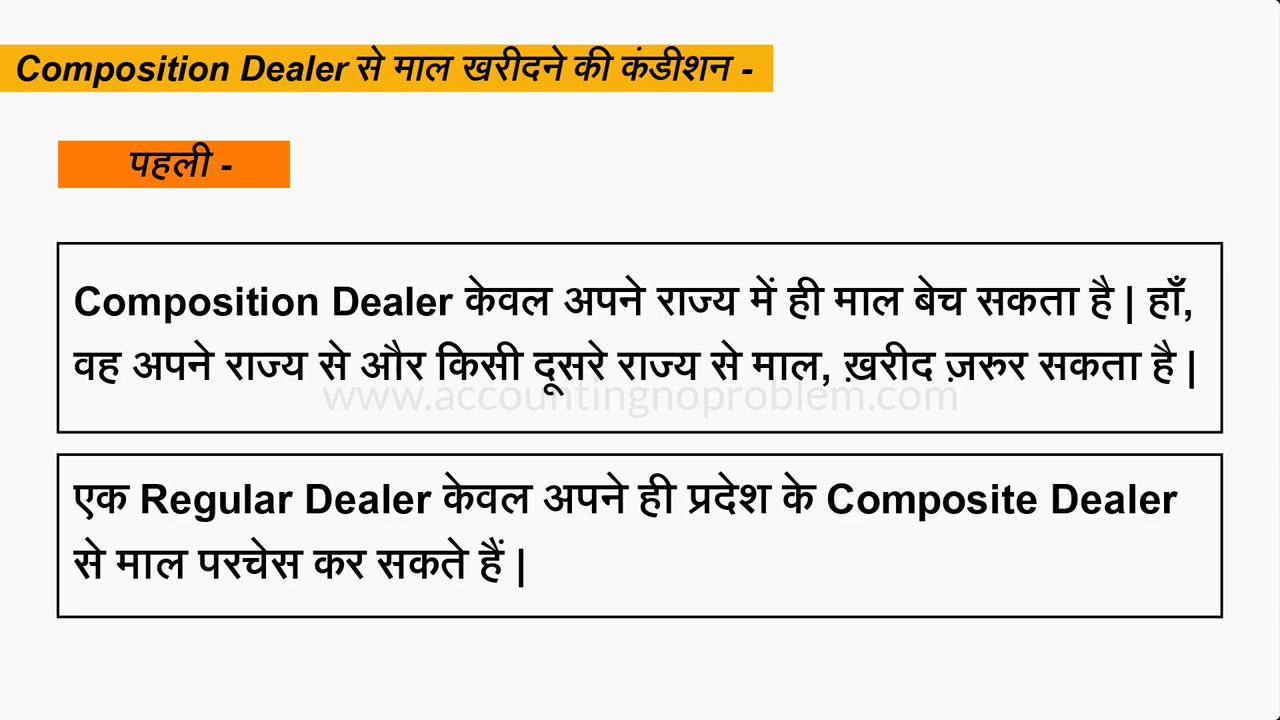 Composition Dealer से माल खरीदने की कंडीशन -
पहली -
Composition Dealer केवल अपने राज्य में ही माल बेच सकता है | हाँ,
वह अपने राज्य से और किसी दूसरे राज्य से माल, ख़रीद ज़रुर सकता है |
www.accountingnoproblem.com
एक Regular Dealer केवल अपने ही प्रदेश के Composite Dealer
से माल परचेस कर सकते हैं |